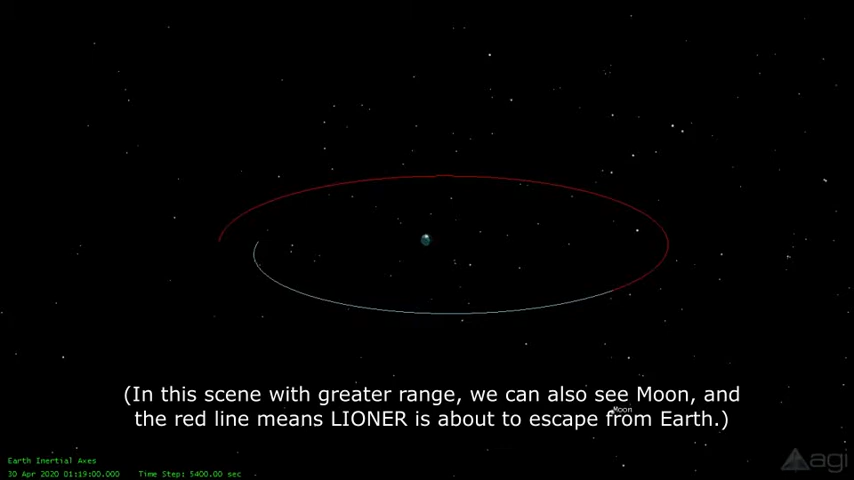 (In this scene with greater range, we can also see Moon, and
the red line means LIONER is about to escape from Earth.)
Moon
Earth Inertial Axes
30 Apr 2020 01:19:00.000 Time Step: 5400.00 sec
agi